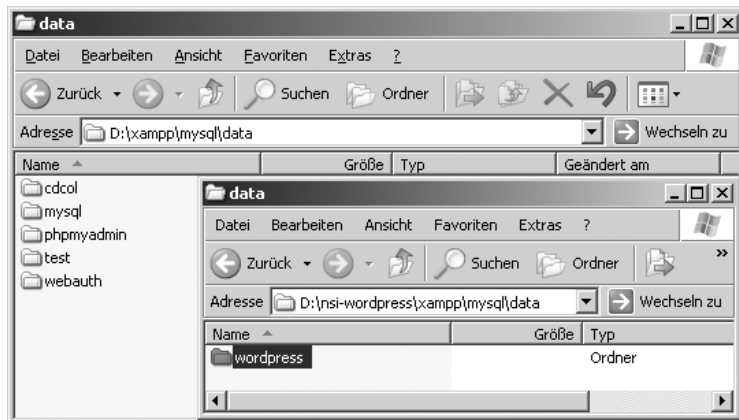 data
Datei Bearbeiten Ansicht Favoriten Extras ?
Zurück Suchen Ordner
Adresse D:\xampp\mysql\data Wechseln zu
Name Größe Typ Geändert am
cdcol
mysql
phpmyadmin
test
webauth
data
Datei Bearbeiten Ansicht Favoriten Extras ?
Zurück Suchen Ordner »
Adresse D:\nsi-wordpress\xampp\mysql\data Wechseln zu
Name Größe Typ
wordpress Ordner